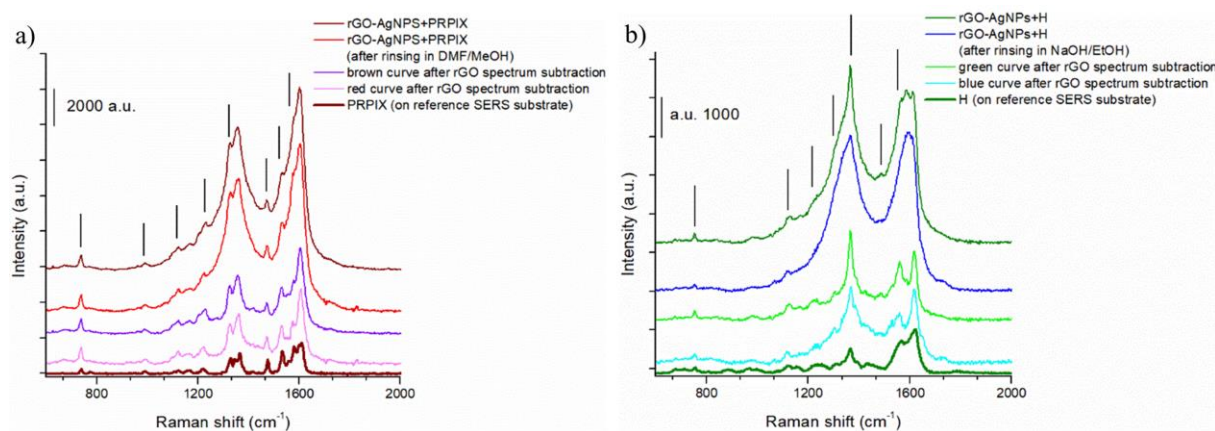 a)
rGO-AgNPS+PRPIX
rGO-AgNPS+PRPIX
(after rinsing in DMF/MeOH)
brown curve after rGO spectrum subtraction
red curve after rGO spectrum subtraction
PRPIX (on reference SERS substrate)
2000 a.u.
Intensity (a.u.)
800
1200
1600
2000
Raman shift (cm-1)
b)
rGO-AgNPs+H
rGO-AgNPs+H
(after rinsing in NaOH/EtOH)
green curve after rGO spectrum subtraction
blue curve after rGO spectrum subtraction
H (on reference SERS substrate)
a.u. 1000
Intensity (a.u.)
800
1200
1600
2000
Raman shift (cm-1)